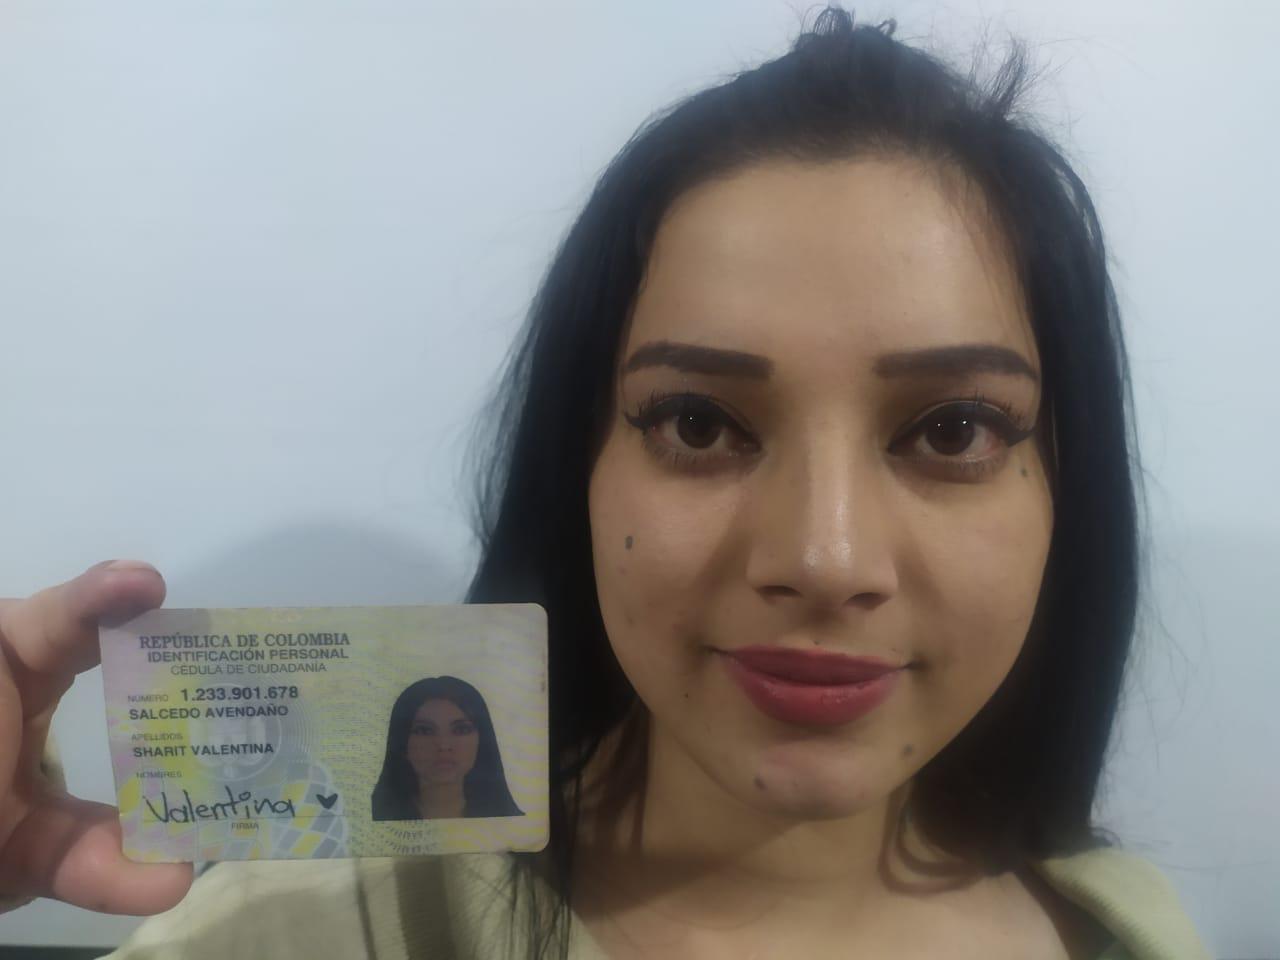 REPÚBLICA DE COLOMBIA
IDENTIFICACIÓN PERSONAL
CÉDULA DE CIUDADANÍA
NÚMERO 1.233.901.678
SALCEDO AVENDAÑO
APELLIDOS
SHARIT VALENTINA
NOMBRES
Valentina
FIRMA